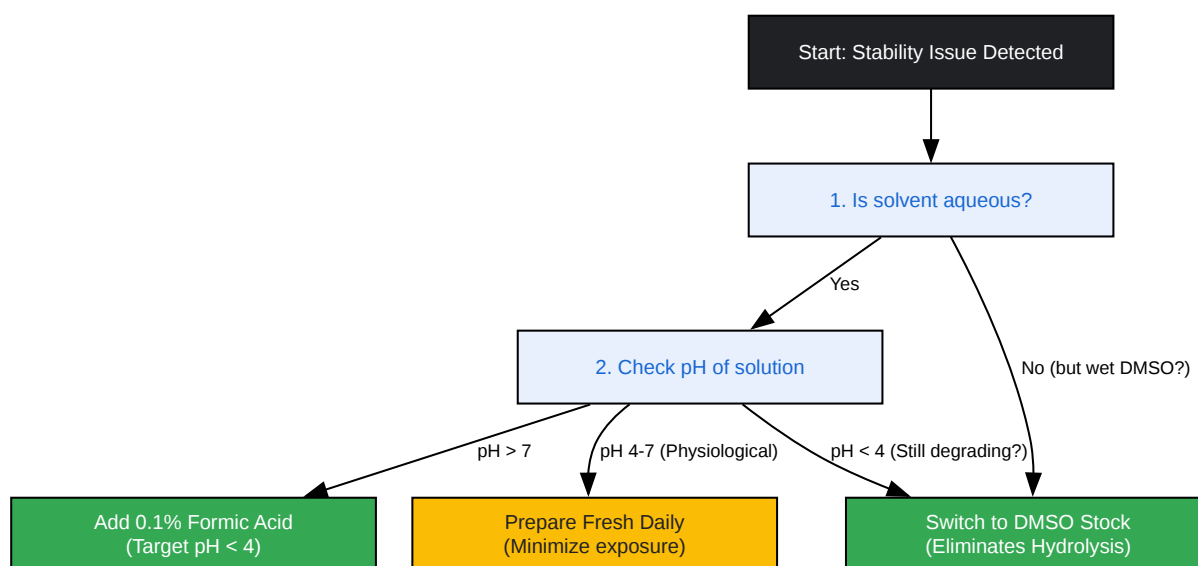 Start: Stability Issue Detected
1. Is solvent aqueous?
Yes
No (but wet DMSO?)
2. Check pH of solution
pH > 7
pH 4-7 (Physiological)
pH < 4 (Still degrading?)
Add 0.1% Formic Acid
(Target pH < 4)
Prepare Fresh Daily
(Minimize exposure)
Switch to DMSO Stock
(Eliminates Hydrolysis)